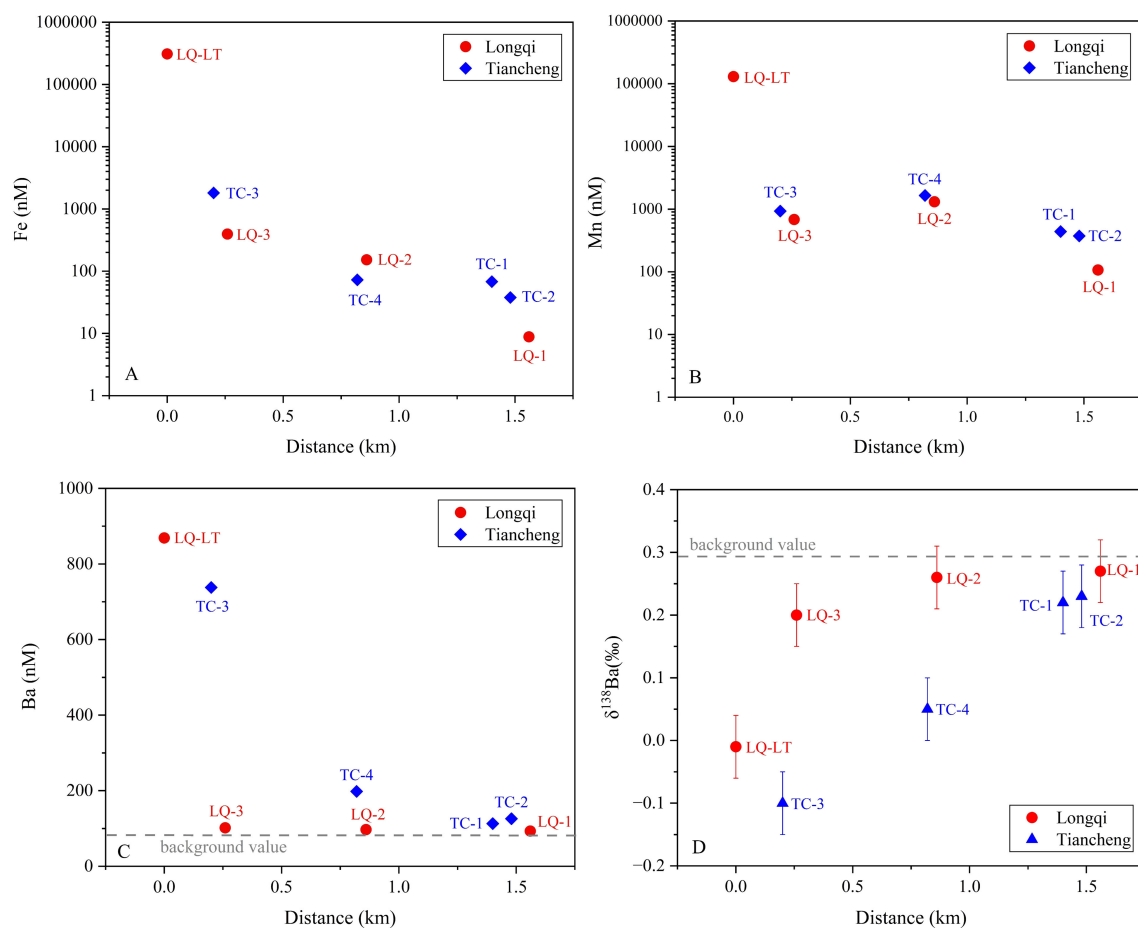 1000000
100000
10000
1000
100
10
1
Fe (nM)
0.0 0.5 1.0 1.5
Distance (km)
Longqi
Tiancheng
LQ-LT
TC-3
LQ-3
LQ-2
TC-4
TC-1
TC-2
LQ-1
A
1000000
100000
10000
1000
100
10
1
Mn (nM)
0.0 0.5 1.0 1.5
Distance (km)
Longqi
Tiancheng
LQ-LT
TC-3
LQ-3
TC-4
LQ-2
TC-1
TC-2
LQ-1
B
1000
800
600
400
200
0
Ba (nM)
0.0 0.5 1.0 1.5
Distance (km)
Longqi
Tiancheng
LQ-LT
TC-3
TC-4
LQ-3
LQ-2
TC-2
TC-1
LQ-1
background value
C
0.4
0.3
0.2
0.1
0.0
−0.1
−0.2
δ¹³⁸Ba(‰)
0.0 0.5 1.0 1.5
Distance (km)
background value
LQ-1
LQ-2
LQ-3
TC-1
TC-2
TC-4
LQ-LT
TC-3
Longqi
Tiancheng
D